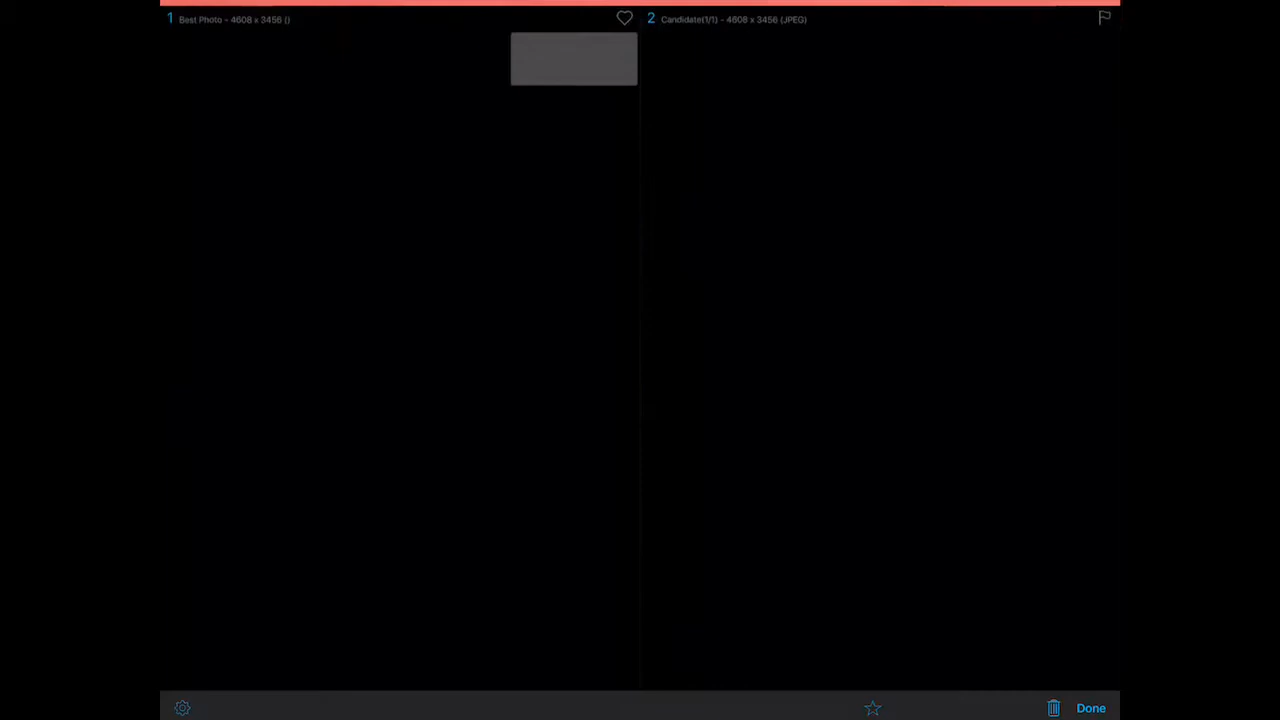 1 Best Photo - 4608 x 3456 ()
2 Candidate(1/1) - 4608 x 3456 (JPEG)
Done